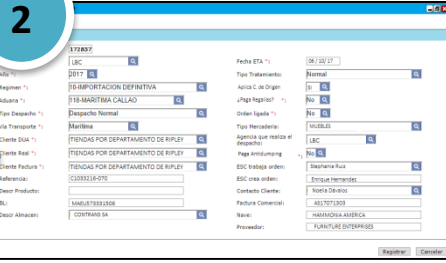 2
172837
LBC
Fecha ETA *:
06/10/17
Año *:
2017
Tipo Tratamiento:
Normal
Regimen *:
10-IMPORTACION DEFINITIVA
Aplica C. de Origen
SI
Aduana *:
118-MARITIMA CALLAO
¿Paga Regalías? *:
No
Tipo Despacho *:
Despacho Normal
Orden ligada *:
No
Vía Transporte *:
Marítima
Tipo Mercadería:
MUEBLES
Cliente DUA *:
TIENDAS POR DEPARTAMENTO DE RIPLEY
Agencia que realiza el
despacho:
LBC
Cliente Real *:
TIENDAS POR DEPARTAMENTO DE RIPLEY
Paga Antidumping *:
No
Cliente Factura *:
TIENDAS POR DEPARTAMENTO DE RIPLEY
ESC trabaja orden:
Stephanie Ruiz
Referencia:
C1033216-070
ESC crea orden:
Enrique Hernandez
Descr Producto:
Contacto Cliente:
Noelia Dávalos
BL:
MAEU573331508
Factura Comercial:
AS17071303
Descr Almacen:
CONTRANS SA
Nave:
HAMMONIA AMERICA
Proveedor:
FURNITURE ENTERPRISES
Registrar
Cancelar